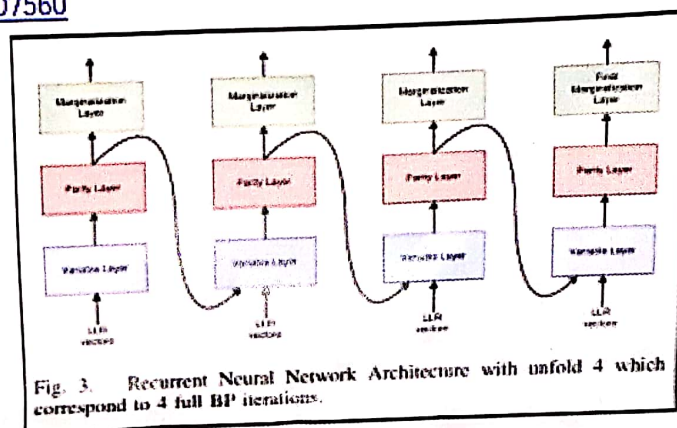 07560
Marginalization Layer
Marginalization Layer
Marginalization Layer
Final Marginalization Layer
Parity Layer
Parity Layer
Parity Layer
Parity Layer
Variable Layer
Variable Layer
Variable Layer
Variable Layer
LLR vectors
LLR vectors
LLR vectors
LLR vectors
Fig. 3. Recurrent Neural Network Architecture with unfold 4 which
correspond to 4 full BP iterations.